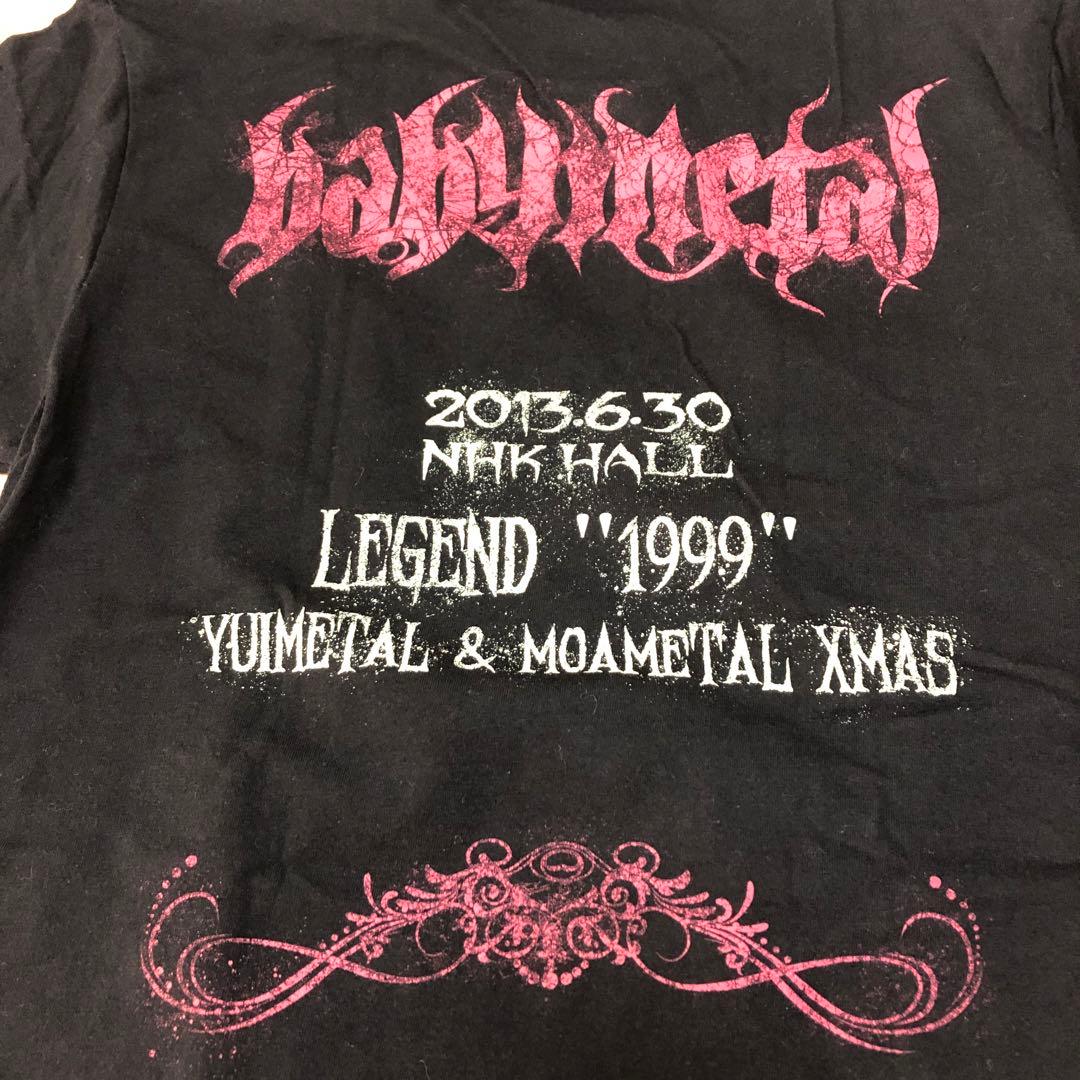 babymetal
2013.6.30
NHK HALL
LEGEND "1999"
YUIMETAL & MOAMETAL XMAS